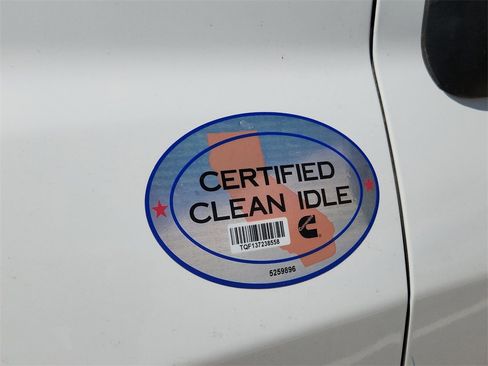 CERTIFIED
CLEAN IDLE
TQF137238558
5259896